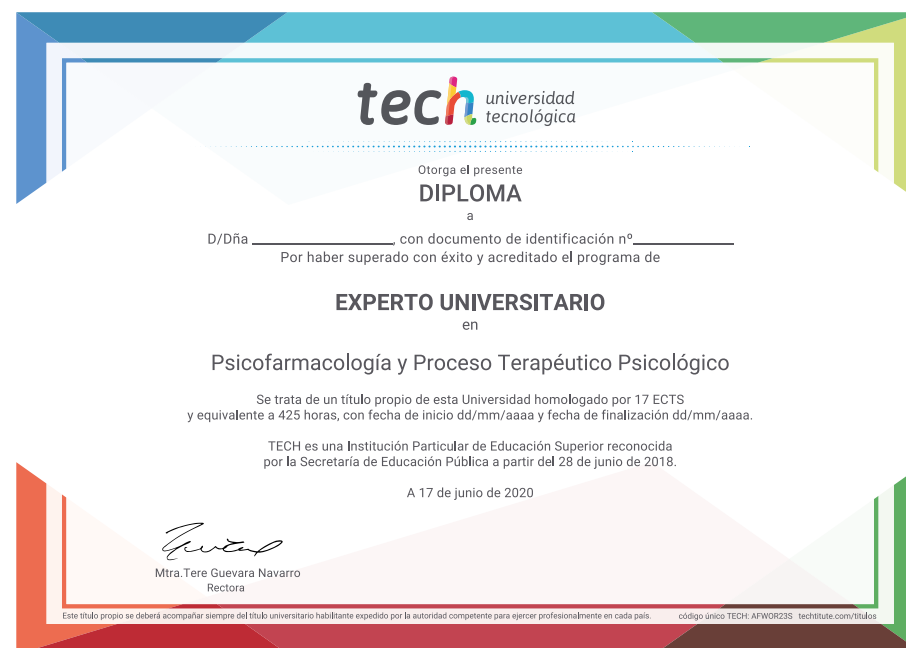 tech universidad
tecnológica
Otorga el presente
DIPLOMA
a
D/Dña ____________________, con documento de identificación nº______________
Por haber superado con éxito y acreditado el programa de
EXPERTO UNIVERSITARIO
en
Psicofarmacología y Proceso Terapéutico Psicológico
Se trata de un título propio de esta Universidad homologado por 17 ECTS
y equivalente a 425 horas, con fecha de inicio dd/mm/aaaa y fecha de finalización dd/mm/aaaa.
TECH es una Institución Particular de Educación Superior reconocida
por la Secretaría de Educación Pública a partir del 28 de junio de 2018.
A 17 de junio de 2020
Mtra.Tere Guevara Navarro
Rectora
Este título propio se deberá acompañar siempre del título universitario habilitante expedido por la autoridad competente para ejercer profesionalmente en cada país. código único TECH: AFWOR23S techtitute.com/titulos